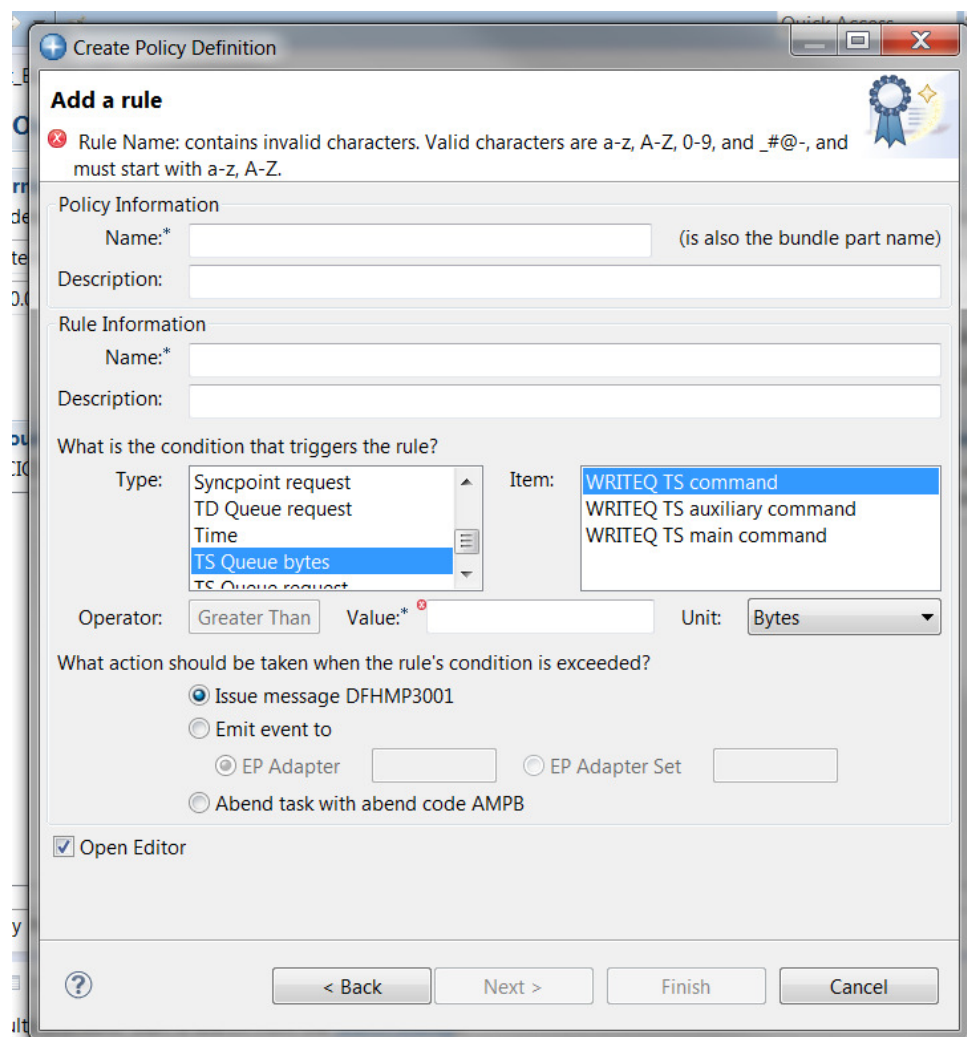 Quick Access
Create Policy Definition
Add a rule
Rule Name: contains invalid characters. Valid characters are a-z, A-Z, 0-9, and _#@-, and
must start with a-z, A-Z.
Policy Information
Name:* (is also the bundle part name)
Description:
Rule Information
Name:*
Description:
What is the condition that triggers the rule?
Type: Syncpoint request Item: WRITEQ TS command
TD Queue request WRITEQ TS auxiliary command
Time WRITEQ TS main command
TS Queue bytes
TS Queue request
Operator: Greater Than Value:* Unit: Bytes
What action should be taken when the rule's condition is exceeded?
Issue message DFHMP3001
Emit event to
EP Adapter EP Adapter Set
Abend task with abend code AMPB
Open Editor
? < Back Next > Finish Cancel